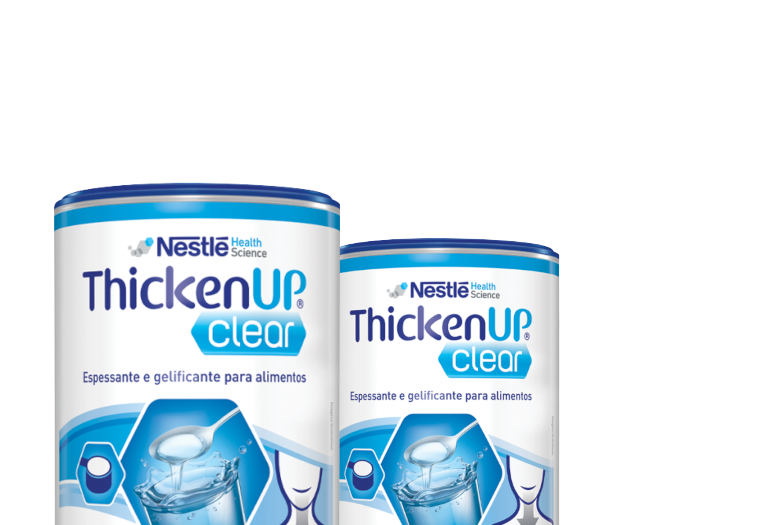 Nestlé Health Science
ThickenUP®
clear
Espessante e gelificante para alimentos
Nestlé Health Science
ThickenUP®
clear
Espessante e gelificante para alimentos